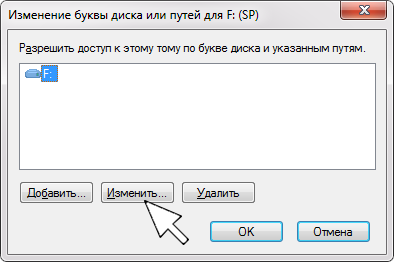 Изменение буквы диска или путей для F: (SP)
Разрешить доступ к этому тому по букве диска и указанным путям.
F:
Добавить... Изменить... Удалить
OK Отмена